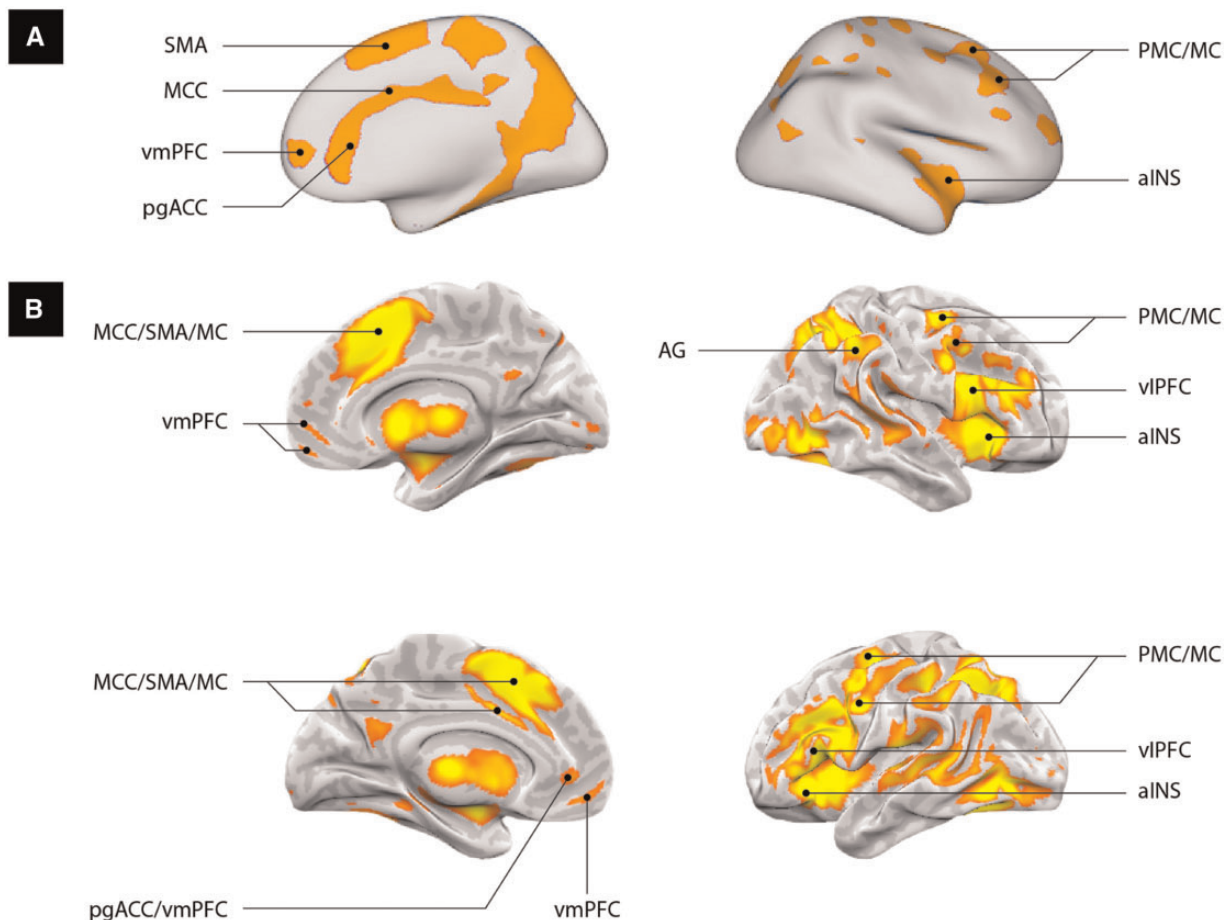 A
SMA
MCC
vmPFC
pgACC
PMC/MC
aINS
B
MCC/SMA/MC
vmPFC
AG
PMC/MC
vlPFC
aINS
MCC/SMA/MC
pgACC/vmPFC
vmPFC
PMC/MC
vlPFC
aINS